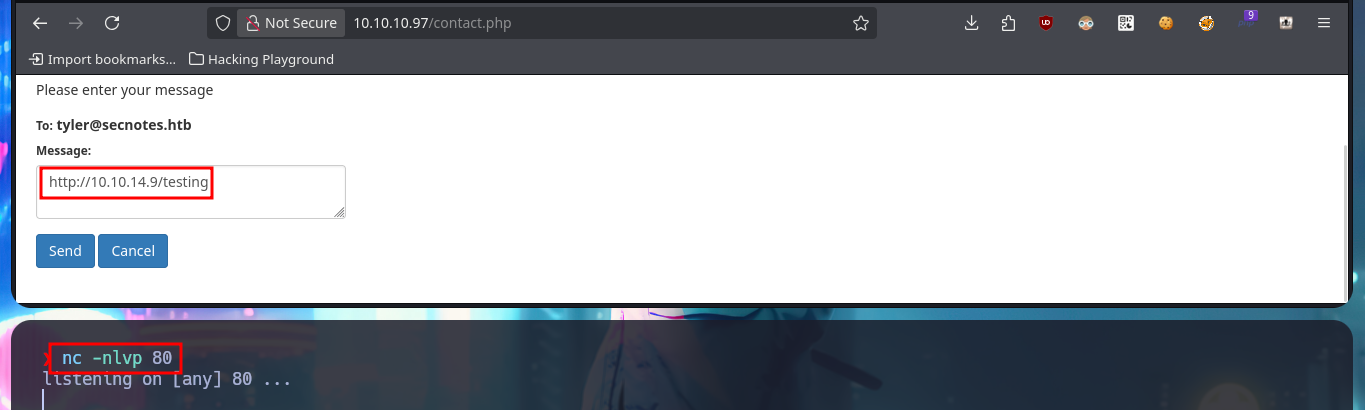 Not Secure 10.10.10.97/contact.php
9
Import bookmarks... Hacking Playground
Please enter your message
To: tyler@secnotes.htb
Message:
http://10.10.14.9/testing
Send Cancel
nc -nlvp 80
listening on [any] 80 ...